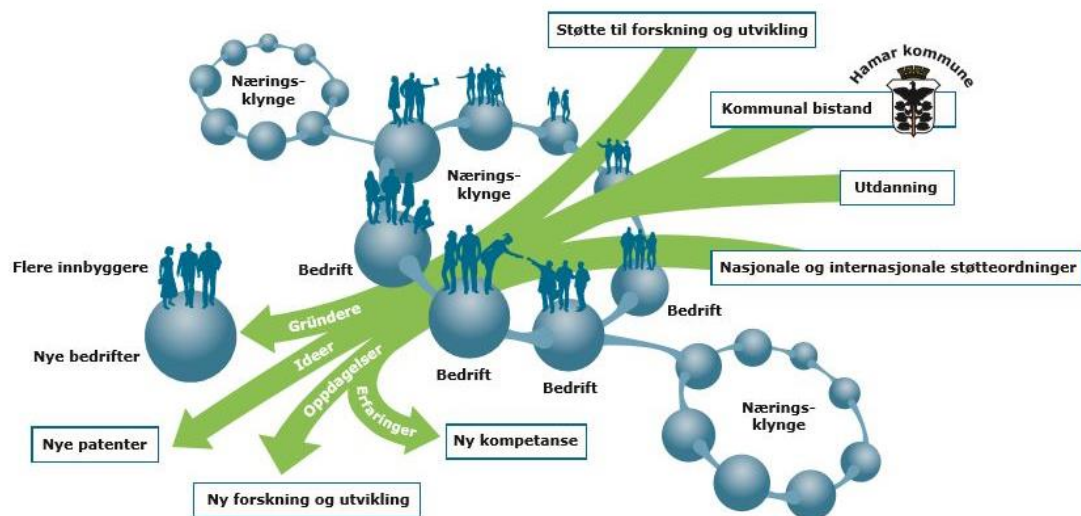 Støtte til forskning og utvikling
Nærings-
klynge
Hamar kommune
Kommunal bistand
Nærings-
klynge
Utdanning
Flere innbyggere
Bedrift
Nasjonale og internasjonale støtteordninger
Bedrift
Gründere
Nye bedrifter
Ideer
Bedrift
Bedrift
Oppdagelser
Erfaringer
Nærings-
klynge
Nye patenter
Ny kompetanse
Ny forskning og utvikling